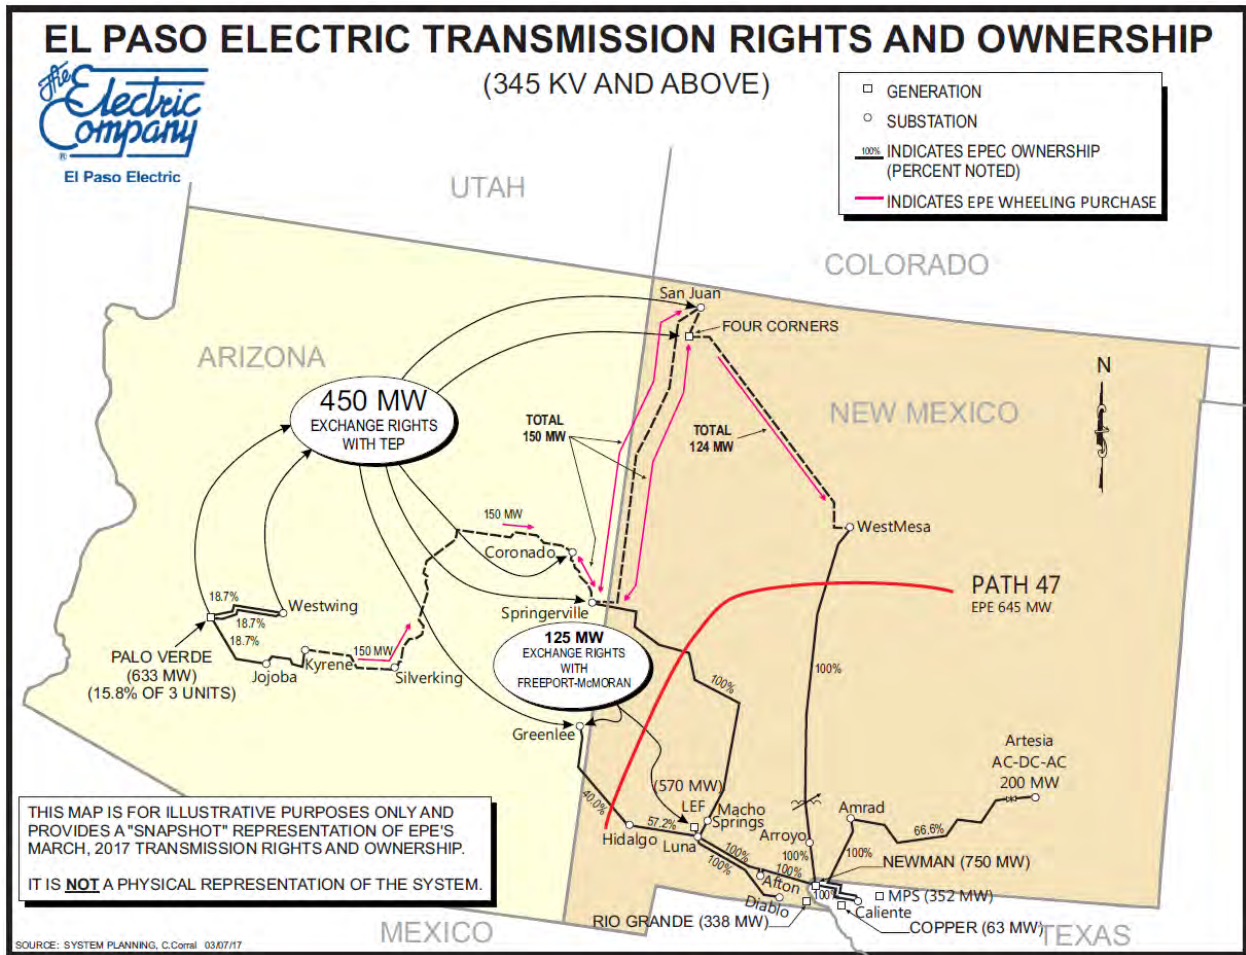 EL PASO ELECTRIC TRANSMISSION RIGHTS AND OWNERSHIP
(345 KV AND ABOVE)
The
Electric
Company
®
El Paso Electric
GENERATION
SUBSTATION
100% INDICATES EPEC OWNERSHIP
(PERCENT NOTED)
INDICATES EPE WHEELING PURCHASE
UTAH
COLORADO
ARIZONA
NEW MEXICO
N
San Juan
FOUR CORNERS
450 MW
EXCHANGE RIGHTS
WITH TEP
TOTAL
150 MW
TOTAL
124 MW
150 MW
Coronado
WestMesa
Springerville
PATH 47
EPE 645 MW
18.7%
Westwing
18.7%
18.7%
PALO VERDE
(633 MW)
(15.8% OF 3 UNITS)
Jojoba
Kyrene
150 MW
Silverking
125 MW
EXCHANGE RIGHTS
WITH
FREEPORT-McMORAN
100%
100%
Greenlee
40.0%
(570 MW)
LEF
Macho
Springs
57.2%
Hidalgo
Luna
Artesia
AC-DC-AC
200 MW
Amrad
66.6%
Arroyo
100%
100%
100%
100%
100%
NEWMAN (750 MW)
Afton
Diablo
100%
MPS (352 MW)
Caliente
RIO GRANDE (338 MW)
COPPER (63 MW)
TEXAS
MEXICO
THIS MAP IS FOR ILLUSTRATIVE PURPOSES ONLY AND
PROVIDES A "SNAPSHOT" REPRESENTATION OF EPE'S
MARCH, 2017 TRANSMISSION RIGHTS AND OWNERSHIP.
IT IS NOT A PHYSICAL REPRESENTATION OF THE SYSTEM.
SOURCE: SYSTEM PLANNING, C.Corral 03/07/17